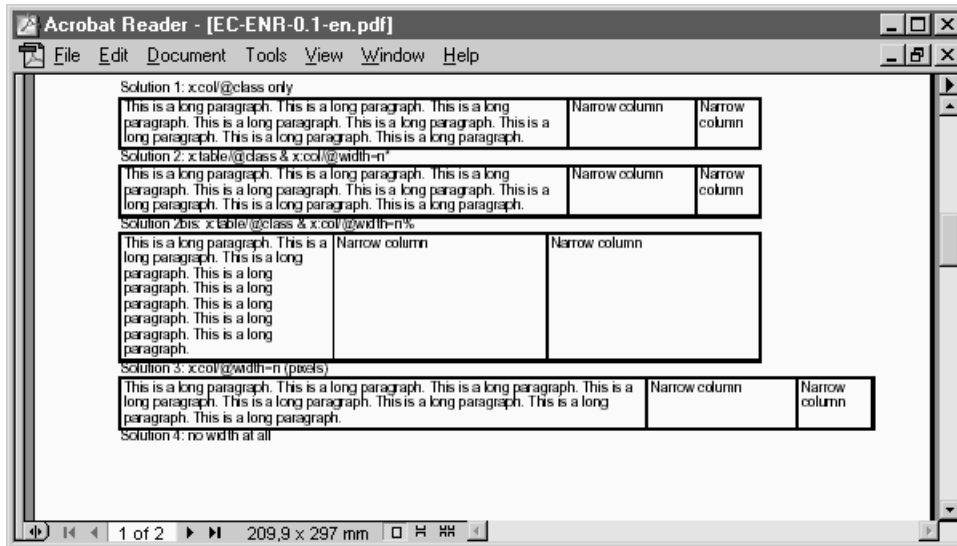 Acrobat Reader - [EC-ENR-0.1-en.pdf]
File Edit Document Tools View Window Help
Solution 1: x:col/@class only
This is a long paragraph. This is a long paragraph. This is a long Narrow column Narrow
paragraph. This is a long paragraph. This is a long paragraph. This is a column
long paragraph. This is a long paragraph. This is a long paragraph.
Solution 2: x:table/@class & x:col/@width=n*
This is a long paragraph. This is a long paragraph. This is a long Narrow column Narrow
paragraph. This is a long paragraph. This is a long paragraph. This is a column
long paragraph. This is a long paragraph. This is a long paragraph.
Solution 2bis: x:table/@class & x:col/@width=n%
This is a long paragraph. This is a Narrow column Narrow column
long paragraph. This is a long
paragraph. This is a long
paragraph. This is a long
paragraph. This is a long
paragraph. This is a long
paragraph. This is a long
paragraph.
Solution 3: x:col/@width=n (pixels)
This is a long paragraph. This is a long paragraph. This is a long paragraph. This is a Narrow column Narrow
long paragraph. This is a long paragraph. This is a long paragraph. This is a long column
paragraph. This is a long paragraph.
Solution 4: no width at all
1 of 2 209,9 x 297 mm